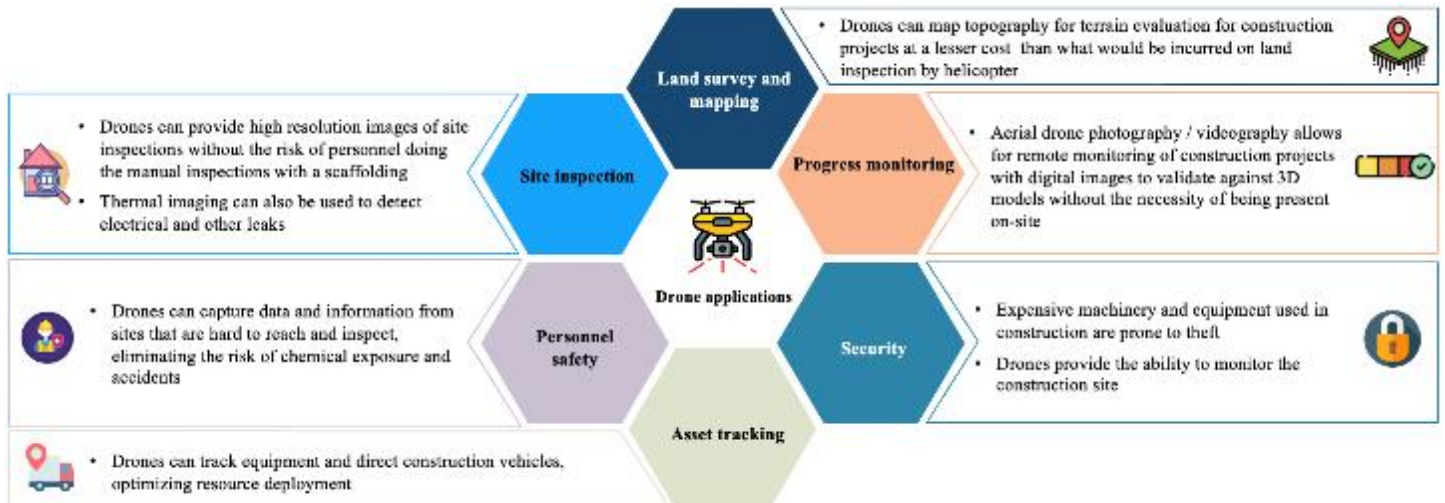 Land survey and
mapping
Drones can map topography for terrain evaluation for construction
projects at a lesser cost than what would be incurred on land
inspection by helicopter
Site inspection
Drones can provide high resolution images of site
inspections without the risk of personnel doing
the manual inspections with a scaffolding
Thermal imaging can also be used to detect
electrical and other leaks
Progress monitoring
Aerial drone photography / videography allows
for remote monitoring of construction projects
with digital images to validate against 3D
models without the necessity of being present
on-site
Drone applications
Personnel
safety
Drones can capture data and information from
sites that are hard to reach and inspect,
eliminating the risk of chemical exposure and
accidents
Security
Expensive machinery and equipment used in
construction are prone to theft
Drones provide the ability to monitor the
construction site
Asset tracking
Drones can track equipment and direct construction vehicles,
optimizing resource deployment